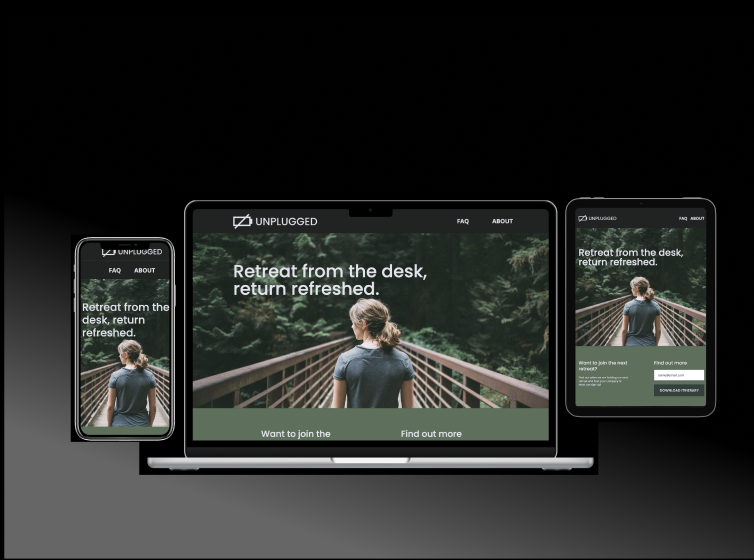 UNPLUGGED
FAQ ABOUT
Retreat from the
desk, return
refreshed.
UNPLUGGED
FAQ ABOUT
Retreat from the desk,
return refreshed.
Want to join the
Find out more
UNPLUGGED
FAQ ABOUT
Retreat from the desk,
return refreshed.
Want to join the next
retreat?
Find out more
DOWNLOAD ITINERARY